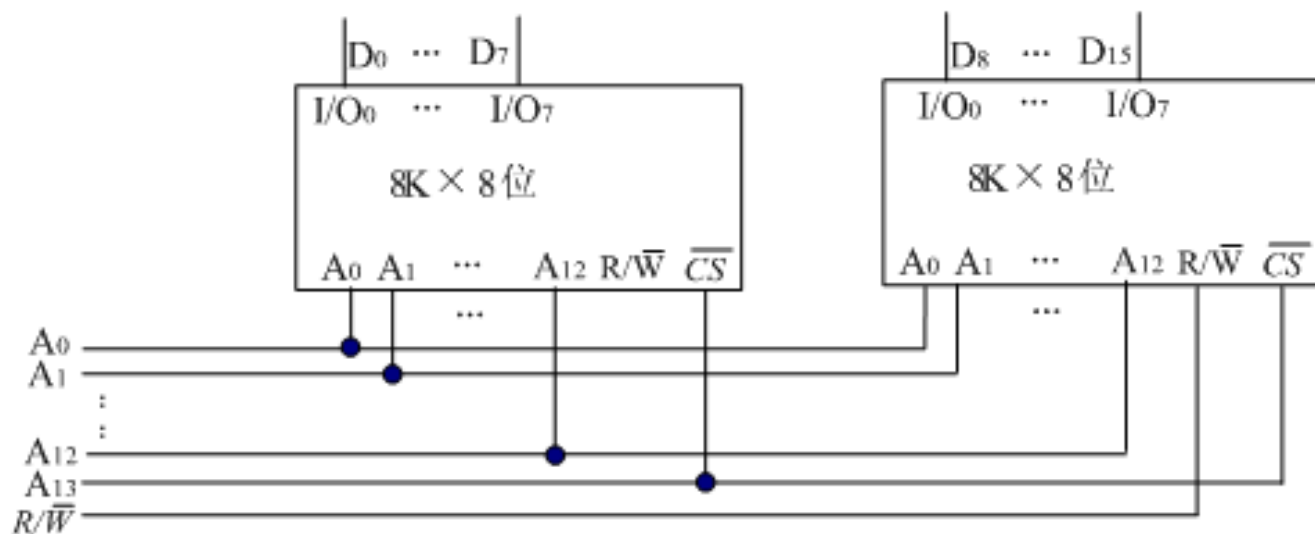 D0 ... D7
D8 ... D15
I/O0 ... I/O7
I/O0 ... I/O7
8K × 8 位
8K × 8 位
A0 A1 ... A12 R/W̅ C̅S̅
A0 A1 ... A12 R/W̅ C̅S̅
...
...
A0
A1
:
:
A12
A13
R/W̅